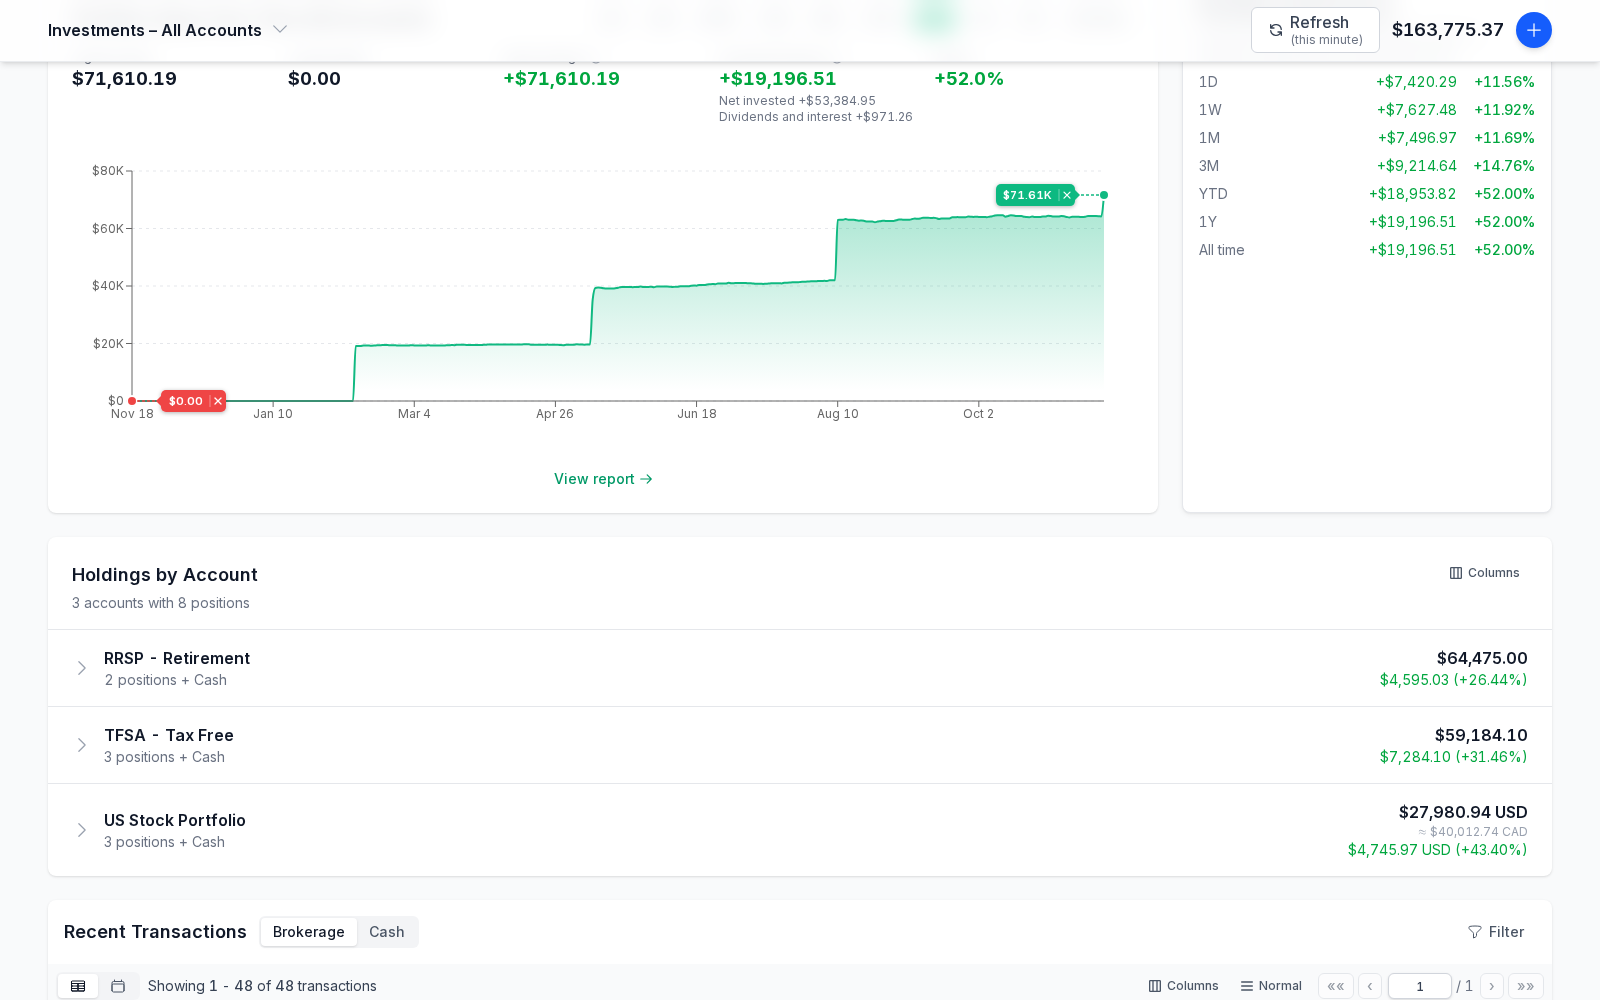 Investments – All Accounts
Refresh
(this minute)
$163,775.37
$71,610.19
$0.00
+$71,610.19
+$19,196.51
+52.0%
Net invested +$53,384.95
Dividends and interest +$971.26
$80K
$60K
$40K
$20K
$0
$71.61K
$0.00
Nov 18
Jan 10
Mar 4
Apr 26
Jun 18
Aug 10
Oct 2
View report →
1D +$7,420.29 +11.56%
1W +$7,627.48 +11.92%
1M +$7,496.97 +11.69%
3M +$9,214.64 +14.76%
YTD +$18,953.82 +52.00%
1Y +$19,196.51 +52.00%
All time +$19,196.51 +52.00%
Holdings by Account
Columns
3 accounts with 8 positions
RRSP - Retirement
2 positions + Cash
$64,475.00
$4,595.03 (+26.44%)
TFSA - Tax Free
3 positions + Cash
$59,184.10
$7,284.10 (+31.46%)
US Stock Portfolio
3 positions + Cash
$27,980.94 USD
≈ $40,012.74 CAD
$4,745.97 USD (+43.40%)
Recent Transactions
Brokerage
Cash
Filter
Showing 1 - 48 of 48 transactions
Columns
Normal
«« ‹ 1 / 1 › »»